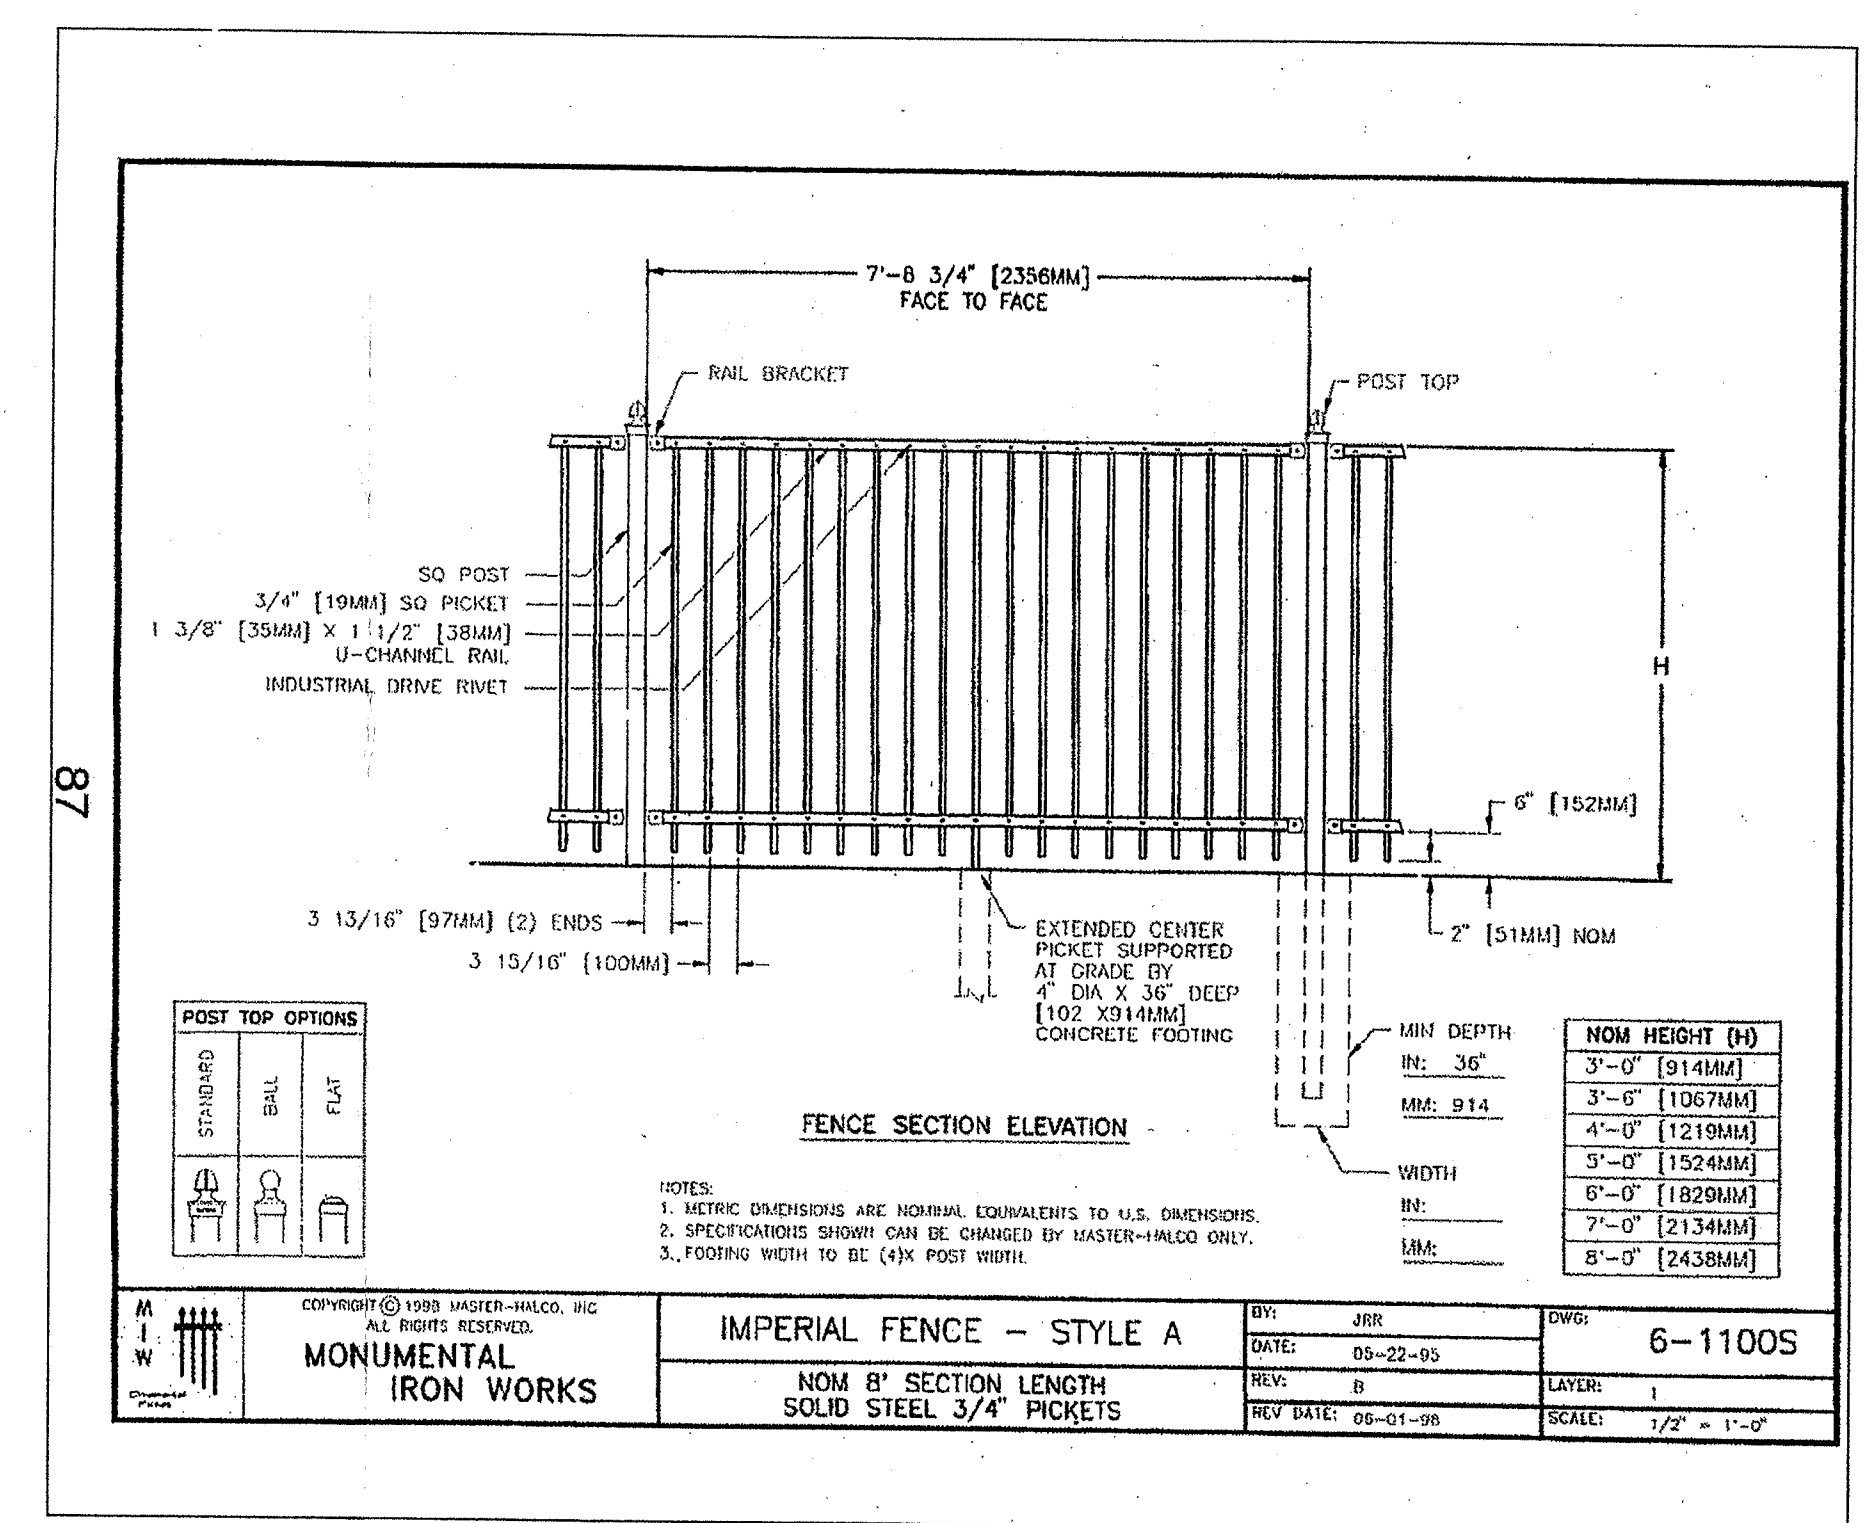 7'-8 3/4" [2356MM]
FACE TO FACE
RAIL BRACKET
POST TOP
SQ POST
3/4" [19MM] SQ PICKET
1 3/8" [35MM] X 1 1/2" [38MM]
U-CHANNEL RAIL
INDUSTRIAL DRIVE RIVET
H
87
6" [152MM]
2" [51MM] NOM
3 13/16" [97MM] (2) ENDS
3 15/16" [100MM]
EXTENDED CENTER
PICKET SUPPORTED
AT GRADE BY
4" DIA X 36" DEEP
[102 X914MM]
CONCRETE FOOTING
POST TOP OPTIONS
STANDARD
BALL
FLAT
MIN DEPTH
IN: 36"
MM: 914
WIDTH
IN:
MM:
NOM HEIGHT (H)
3'-0" [914MM]
3'-6" [1067MM]
4'-0" [1219MM]
5'-0" [1524MM]
6'-0" [1829MM]
7'-0" [2134MM]
8'-0" [2438MM]
FENCE SECTION ELEVATION
NOTES:
1. METRIC DIMENSIONS ARE NOMINAL EQUIVALENTS TO U.S. DIMENSIONS.
2. SPECIFICATIONS SHOWN CAN BE CHANGED BY MASTER-HALCO ONLY.
3. FOOTING WIDTH TO BE (4)X POST WIDTH.
M
I
W
COPYRIGHT © 1998 MASTER-HALCO, INC
ALL RIGHTS RESERVED.
MONUMENTAL
IRON WORKS
IMPERIAL FENCE - STYLE A
NOM 8' SECTION LENGTH
SOLID STEEL 3/4" PICKETS
BY: JRR
DATE: 05-22-95
REV: B
REV DATE: 06-01-98
DWG: 6-1100S
LAYER: 1
SCALE: 1/2" = 1'-0"